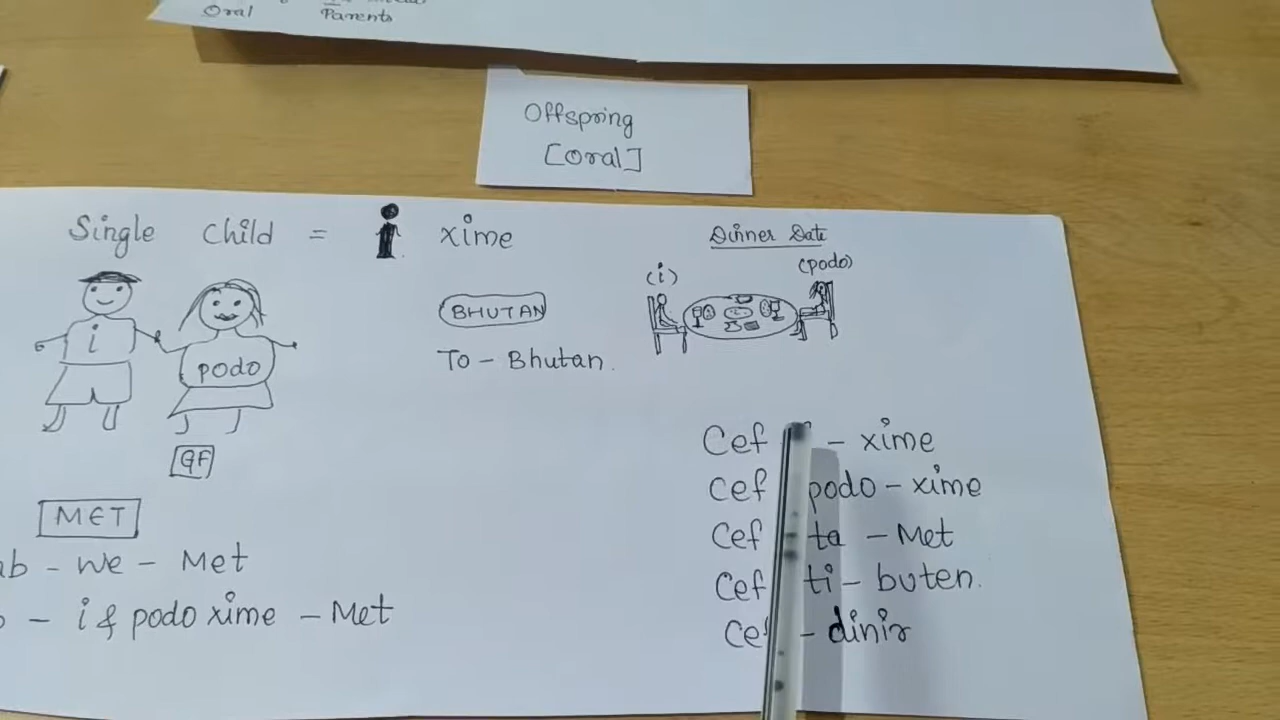 Oral
Parents
Offspring
[Oral]
Single Child = i xime
i
podo
GF
BHUTAN
To - Bhutan.
Dinner Date
(i)
(podo)
MET
- We - Met
- i & podo xime - Met
Cef - xime
Cef podo - xime
Cef ta - Met
Cef ti - buten.
- dinir